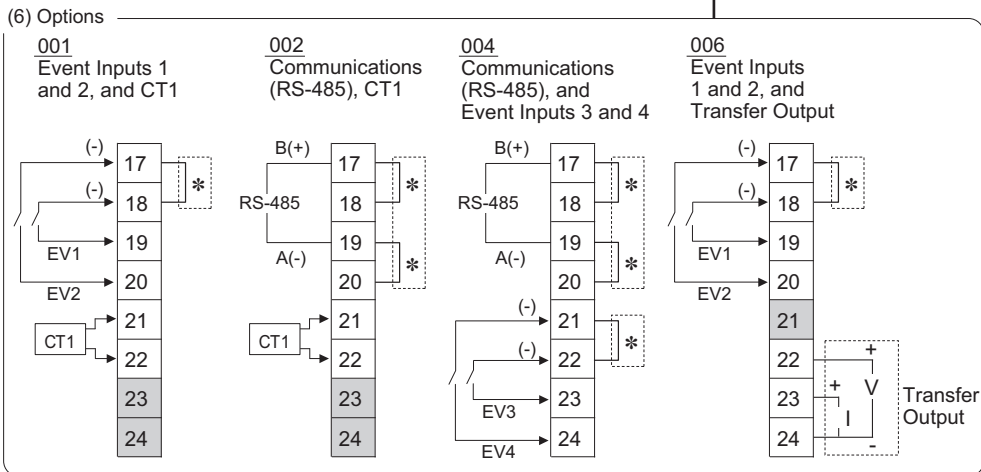 (6) Options
001
Event Inputs 1
and 2, and CT1
(-)
17
*
(-)
18
19
EV1
20
EV2
21
CT1
22
23
24
002
Communications
(RS-485), CT1
B(+)
17
*
18
RS-485
19
A(-)
*
20
21
CT1
22
23
24
004
Communications
(RS-485), and
Event Inputs 3 and 4
B(+)
17
*
18
RS-485
19
A(-)
*
20
(-)
21
*
(-)
22
23
EV3
24
EV4
006
Event Inputs
1 and 2, and
Transfer Output
(-)
17
*
(-)
18
19
EV1
20
EV2
21
22
+
23
+
V
I
24
-
Transfer
Output